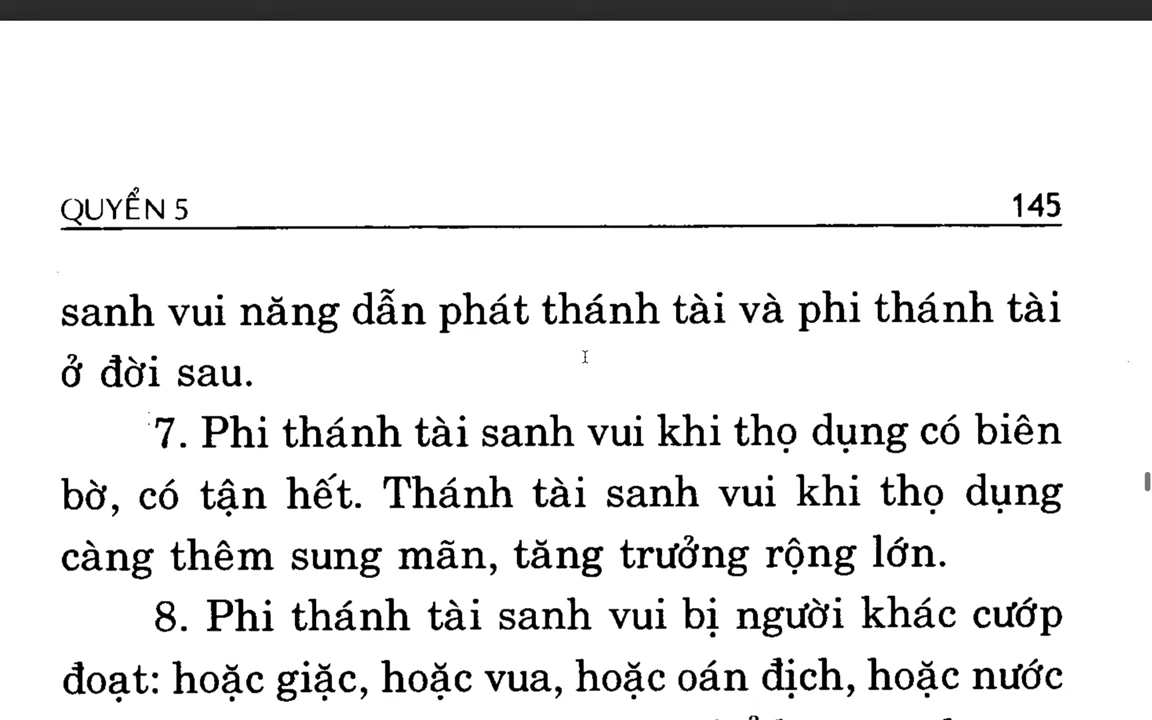 QUYỂN 5
145
sanh vui năng dẫn phát thánh tài và phi thánh tài
ở đời sau.
7. Phi thánh tài sanh vui khi thọ dụng có biên
bờ, có tận hết. Thánh tài sanh vui khi thọ dụng
càng thêm sung mãn, tăng trưởng rộng lớn.
8. Phi thánh tài sanh vui bị người khác cướp
đoạt: hoặc giặc, hoặc vua, hoặc oán địch, hoặc nước